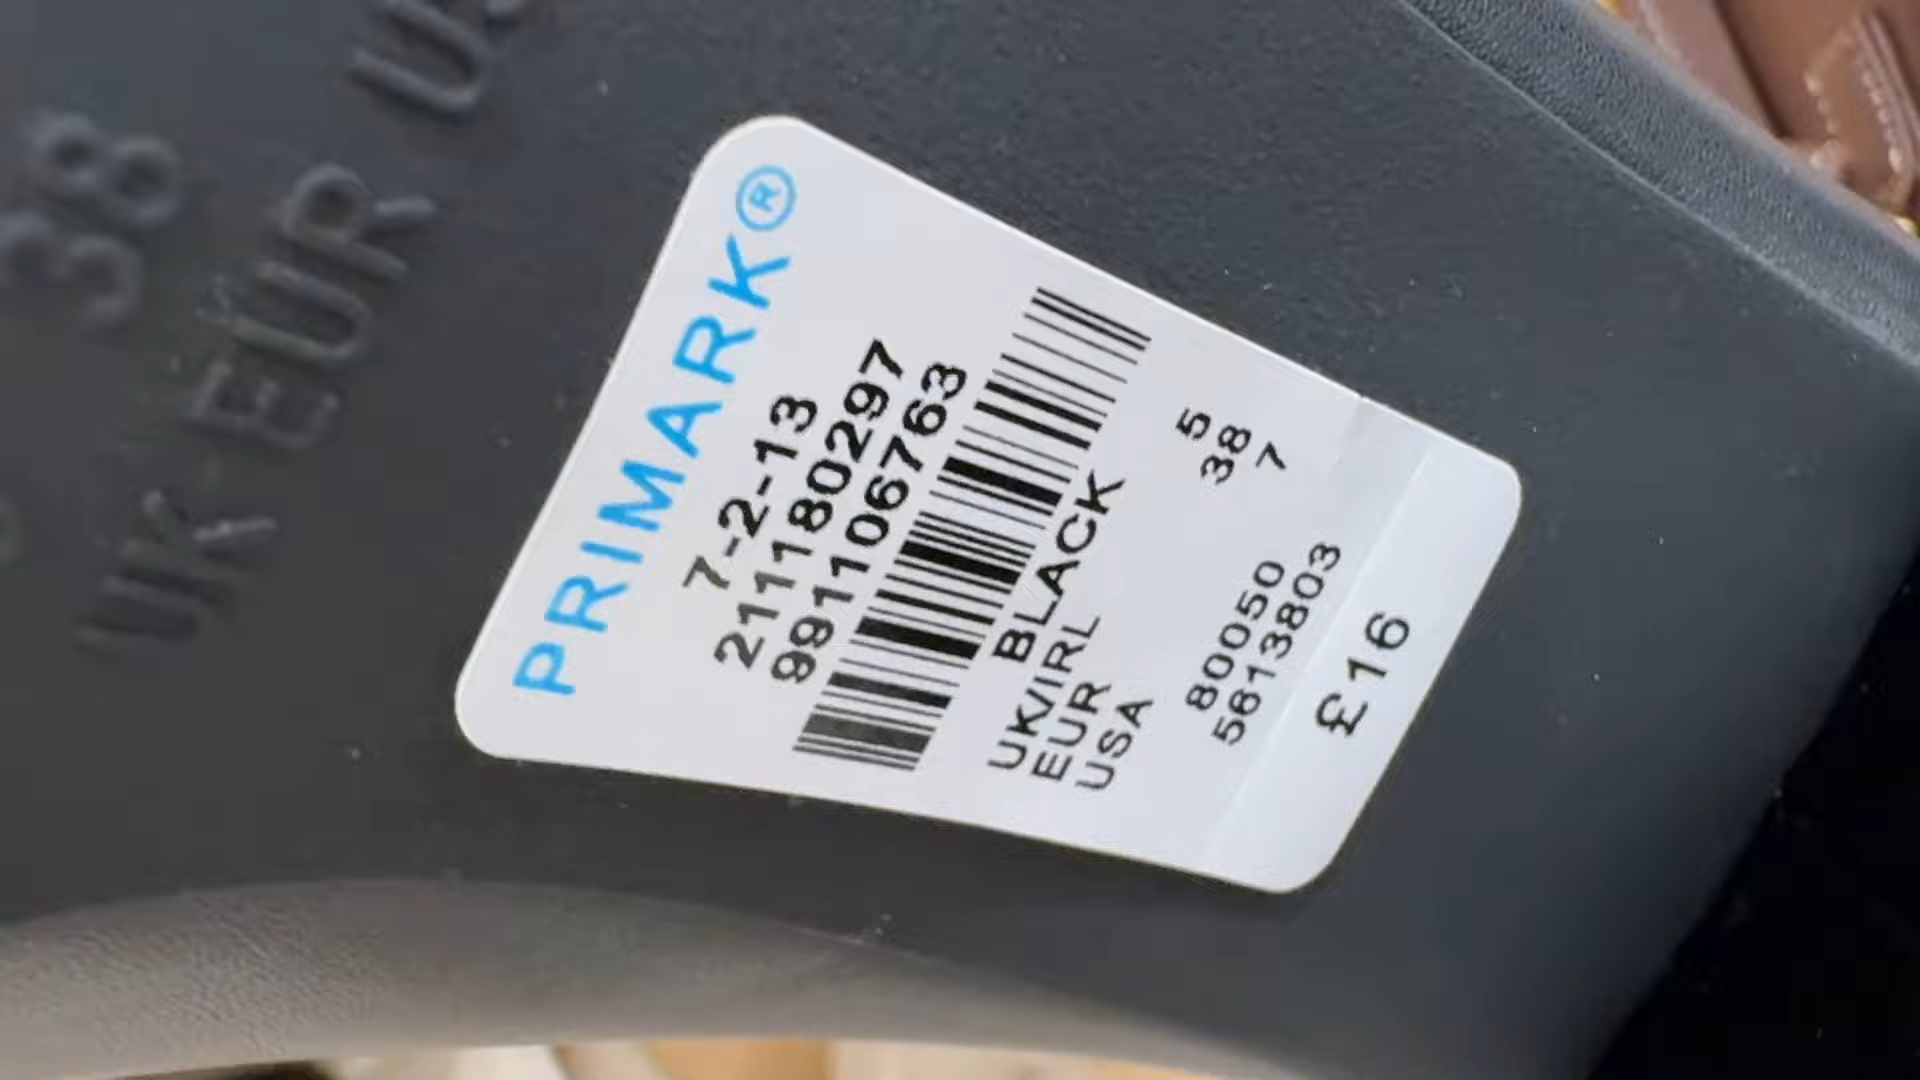 PRIMARK®
7-2-13
211180297
991106763
BLACK
UK/IRL 5
EUR 38
USA 7
80050
5613803
£16
38
UK EUR